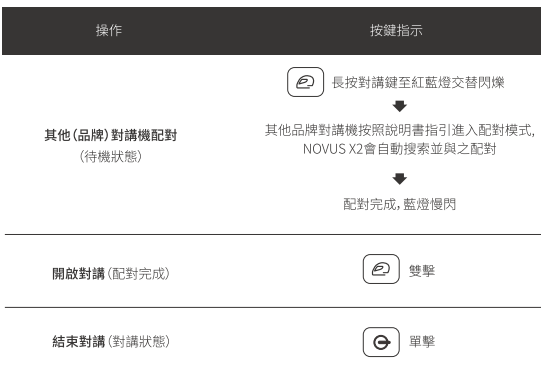 操作
按鍵指示
其他(品牌)對講機配對
(待機狀態)
長按對講鍵至紅藍燈交替閃爍
其他品牌對講機按照說明書指引進入配對模式,
NOVUS X2會自動搜索並與之配對
配對完成,藍燈慢閃
開啟對講(配對完成)
雙擊
結束對講(對講狀態)
單擊